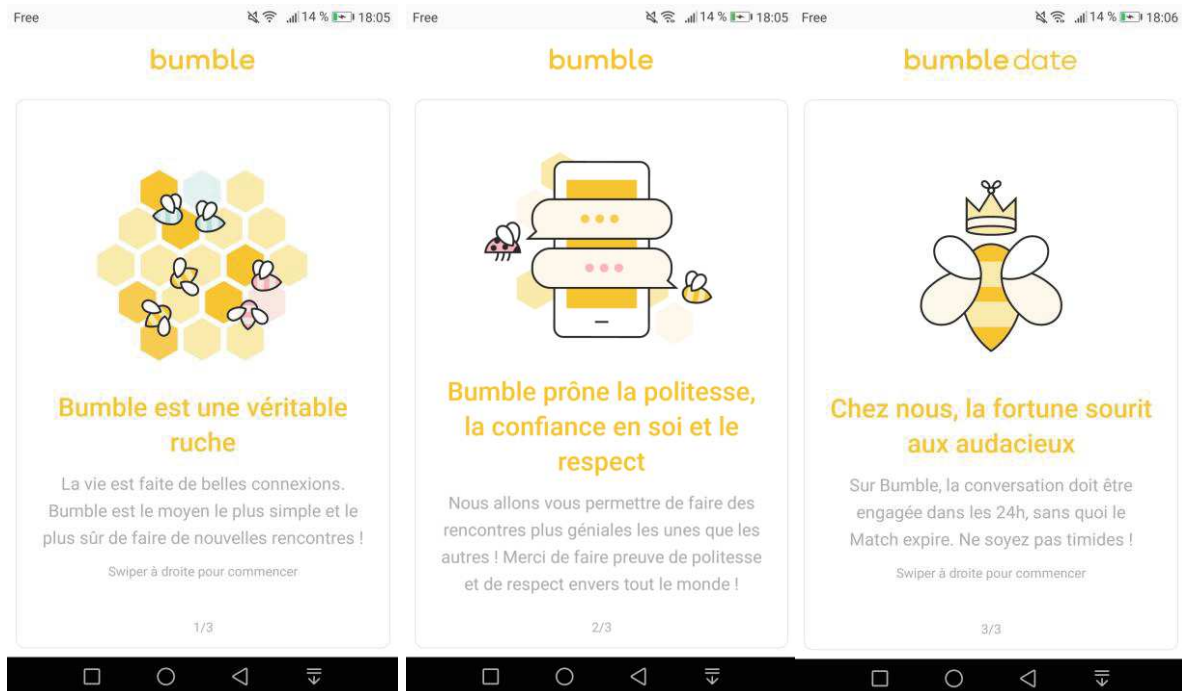 Free 14 % 18:05
bumble
Bumble est une véritable
ruche
La vie est faite de belles connexions.
Bumble est le moyen le plus simple et le
plus sûr de faire de nouvelles rencontres !
Swiper à droite pour commencer
1/3
Free 14 % 18:05
bumble
Bumble prône la politesse,
la confiance en soi et le
respect
Nous allons vous permettre de faire des
rencontres plus géniales les unes que les
autres ! Merci de faire preuve de politesse
et de respect envers tout le monde !
2/3
Free 14 % 18:06
bumble date
Chez nous, la fortune sourit
aux audacieux
Sur Bumble, la conversation doit être
engagée dans les 24h, sans quoi le
Match expire. Ne soyez pas timides !
Swiper à droite pour commencer
3/3